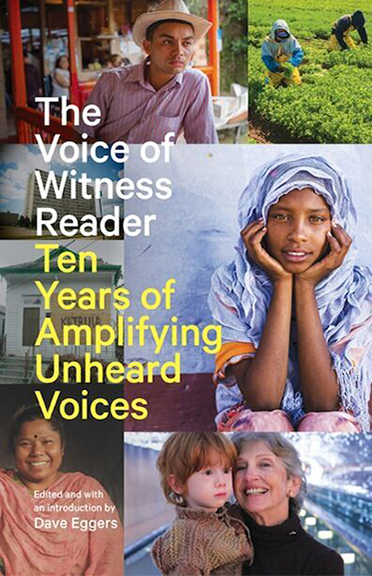 The
Voice of
Witness
Reader
Ten
Years of
Amplifying
Unheard
Voices
KATRINA
Edited and with
an introduction by
Dave Eggers